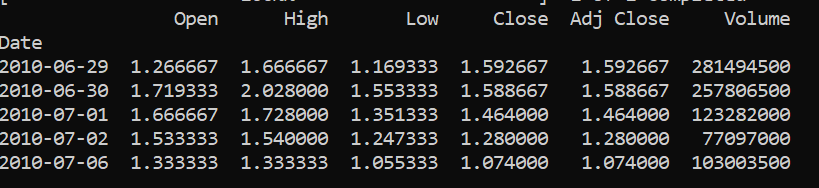 Open High Low Close Adj Close Volume
Date
2010-06-29 1.266667 1.666667 1.169333 1.592667 1.592667 281494500
2010-06-30 1.719333 2.028000 1.553333 1.588667 1.588667 257806500
2010-07-01 1.666667 1.728000 1.351333 1.464000 1.464000 123282000
2010-07-02 1.533333 1.540000 1.247333 1.280000 1.280000 77097000
2010-07-06 1.333333 1.333333 1.055333 1.074000 1.074000 103003500